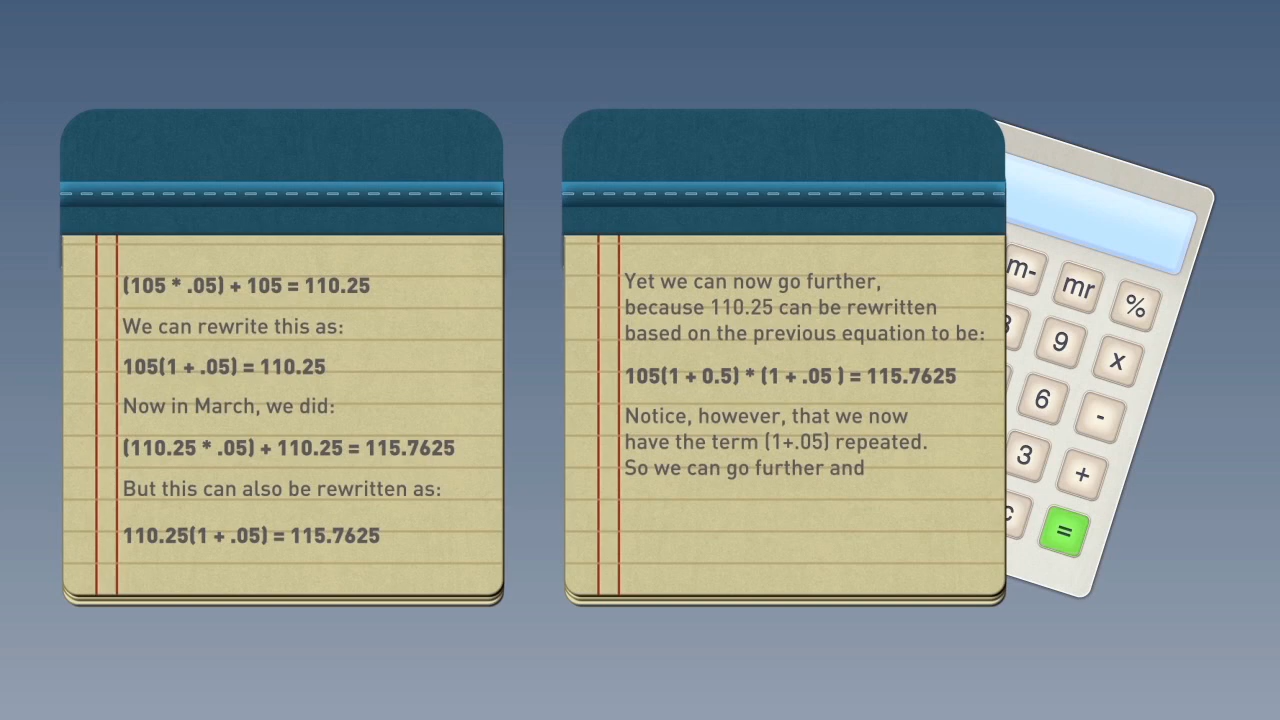 (105 * .05) + 105 = 110.25
We can rewrite this as:
105(1 + .05) = 110.25
Now in March, we did:
(110.25 * .05) + 110.25 = 115.7625
But this can also be rewritten as:
110.25(1 + .05) = 115.7625
Yet we can now go further,
because 110.25 can be rewritten
based on the previous equation to be:
105(1 + 0.5) * (1 + .05 ) = 115.7625
Notice, however, that we now
have the term (1+.05) repeated.
So we can go further and
m- mr %
9 x
6 -
3 +
c =